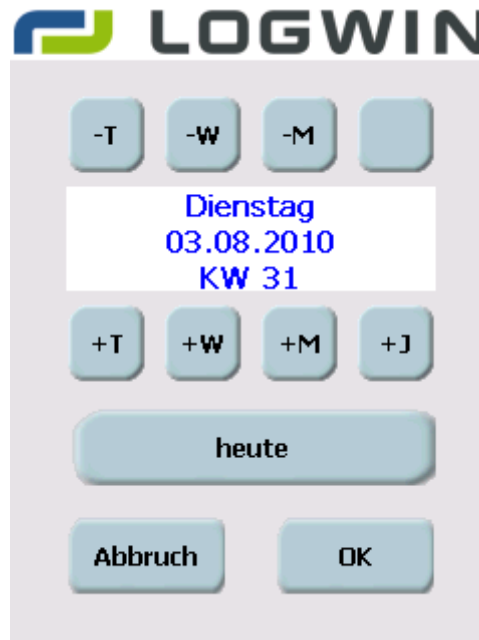 LOGWIN
-T -W -M
Dienstag
03.08.2010
KW 31
+T +W +M +J
heute
Abbruch OK